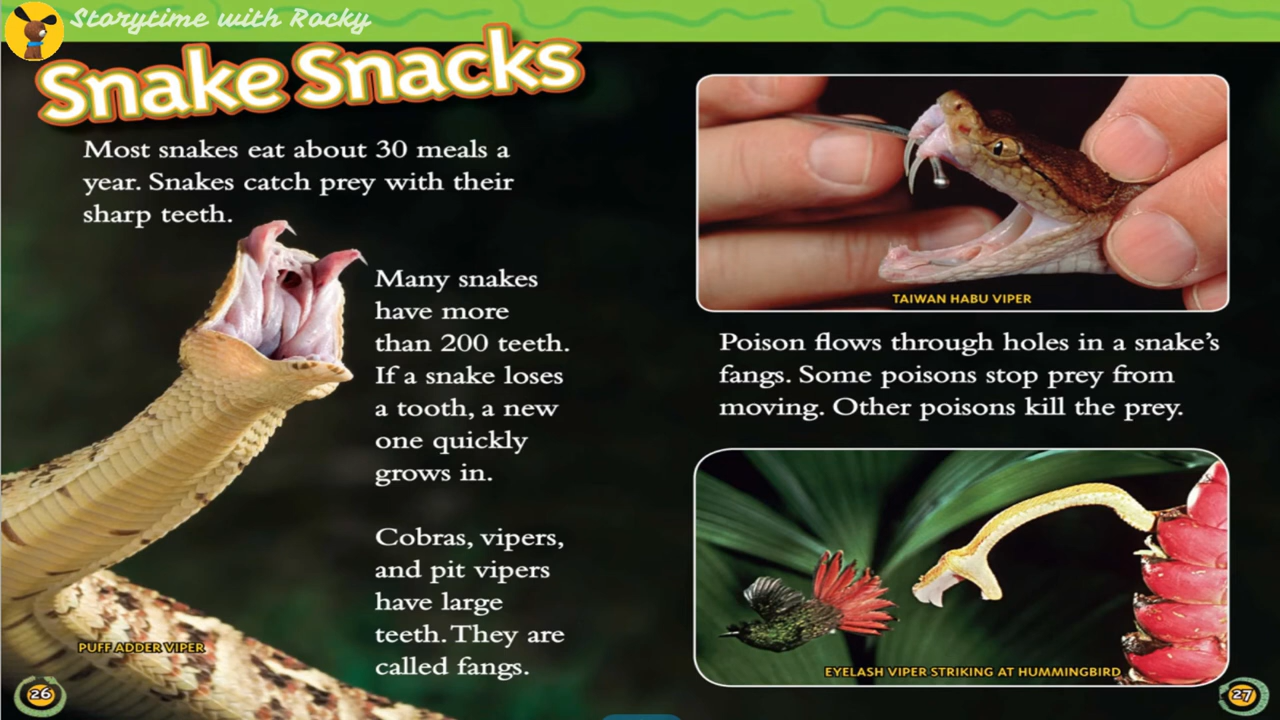 Storytime with Rocky
Snake Snacks
Most snakes eat about 30 meals a
year. Snakes catch prey with their
sharp teeth.
Many snakes
have more
than 200 teeth.
If a snake loses
a tooth, a new
one quickly
grows in.
Cobras, vipers,
and pit vipers
have large
teeth. They are
called fangs.
PUFF ADDER VIPER
26
TAIWAN HABU VIPER
Poison flows through holes in a snake's
fangs. Some poisons stop prey from
moving. Other poisons kill the prey.
EYELASH VIPER STRIKING AT HUMMINGBIRD
27